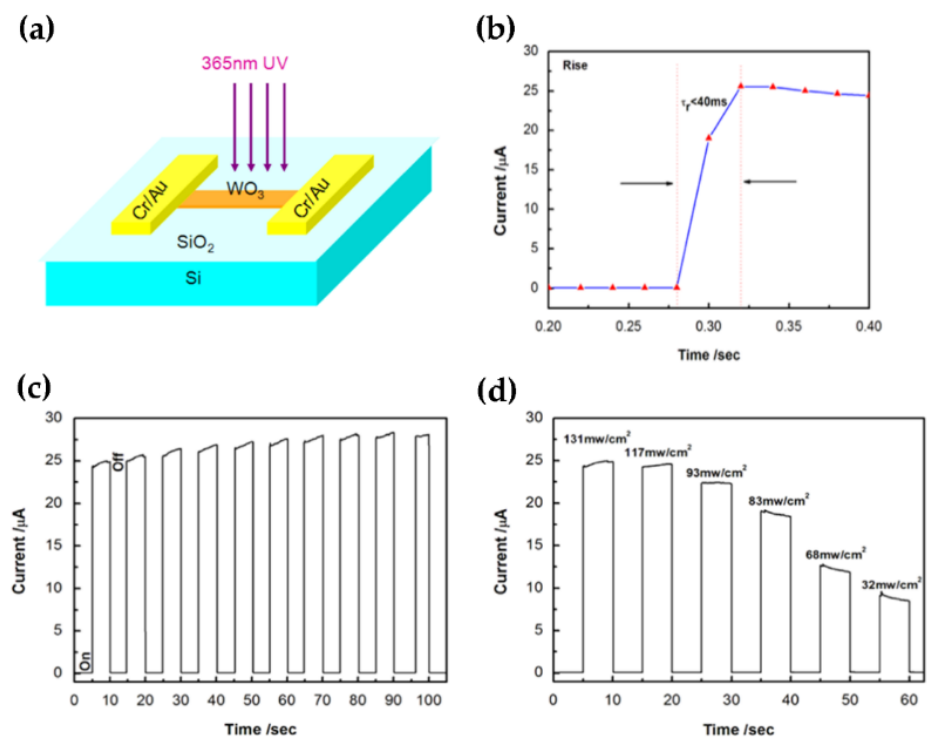 (a)
365nm UV
Cr/Au
WO3
Cr/Au
SiO2
Si
(b)
30
25
20
15
10
5
0
Current /μA
Rise
τr<40ms
0.20 0.25 0.30 0.35 0.40
Time /sec
(c)
30
25
20
15
10
5
0
Current /μA
On
Off
0 10 20 30 40 50 60 70 80 90 100
Time /sec
(d)
30
25
20
15
10
5
0
Current /μA
131mw/cm2
117mw/cm2
93mw/cm2
83mw/cm2
68mw/cm2
32mw/cm2
0 10 20 30 40 50 60
Time /sec